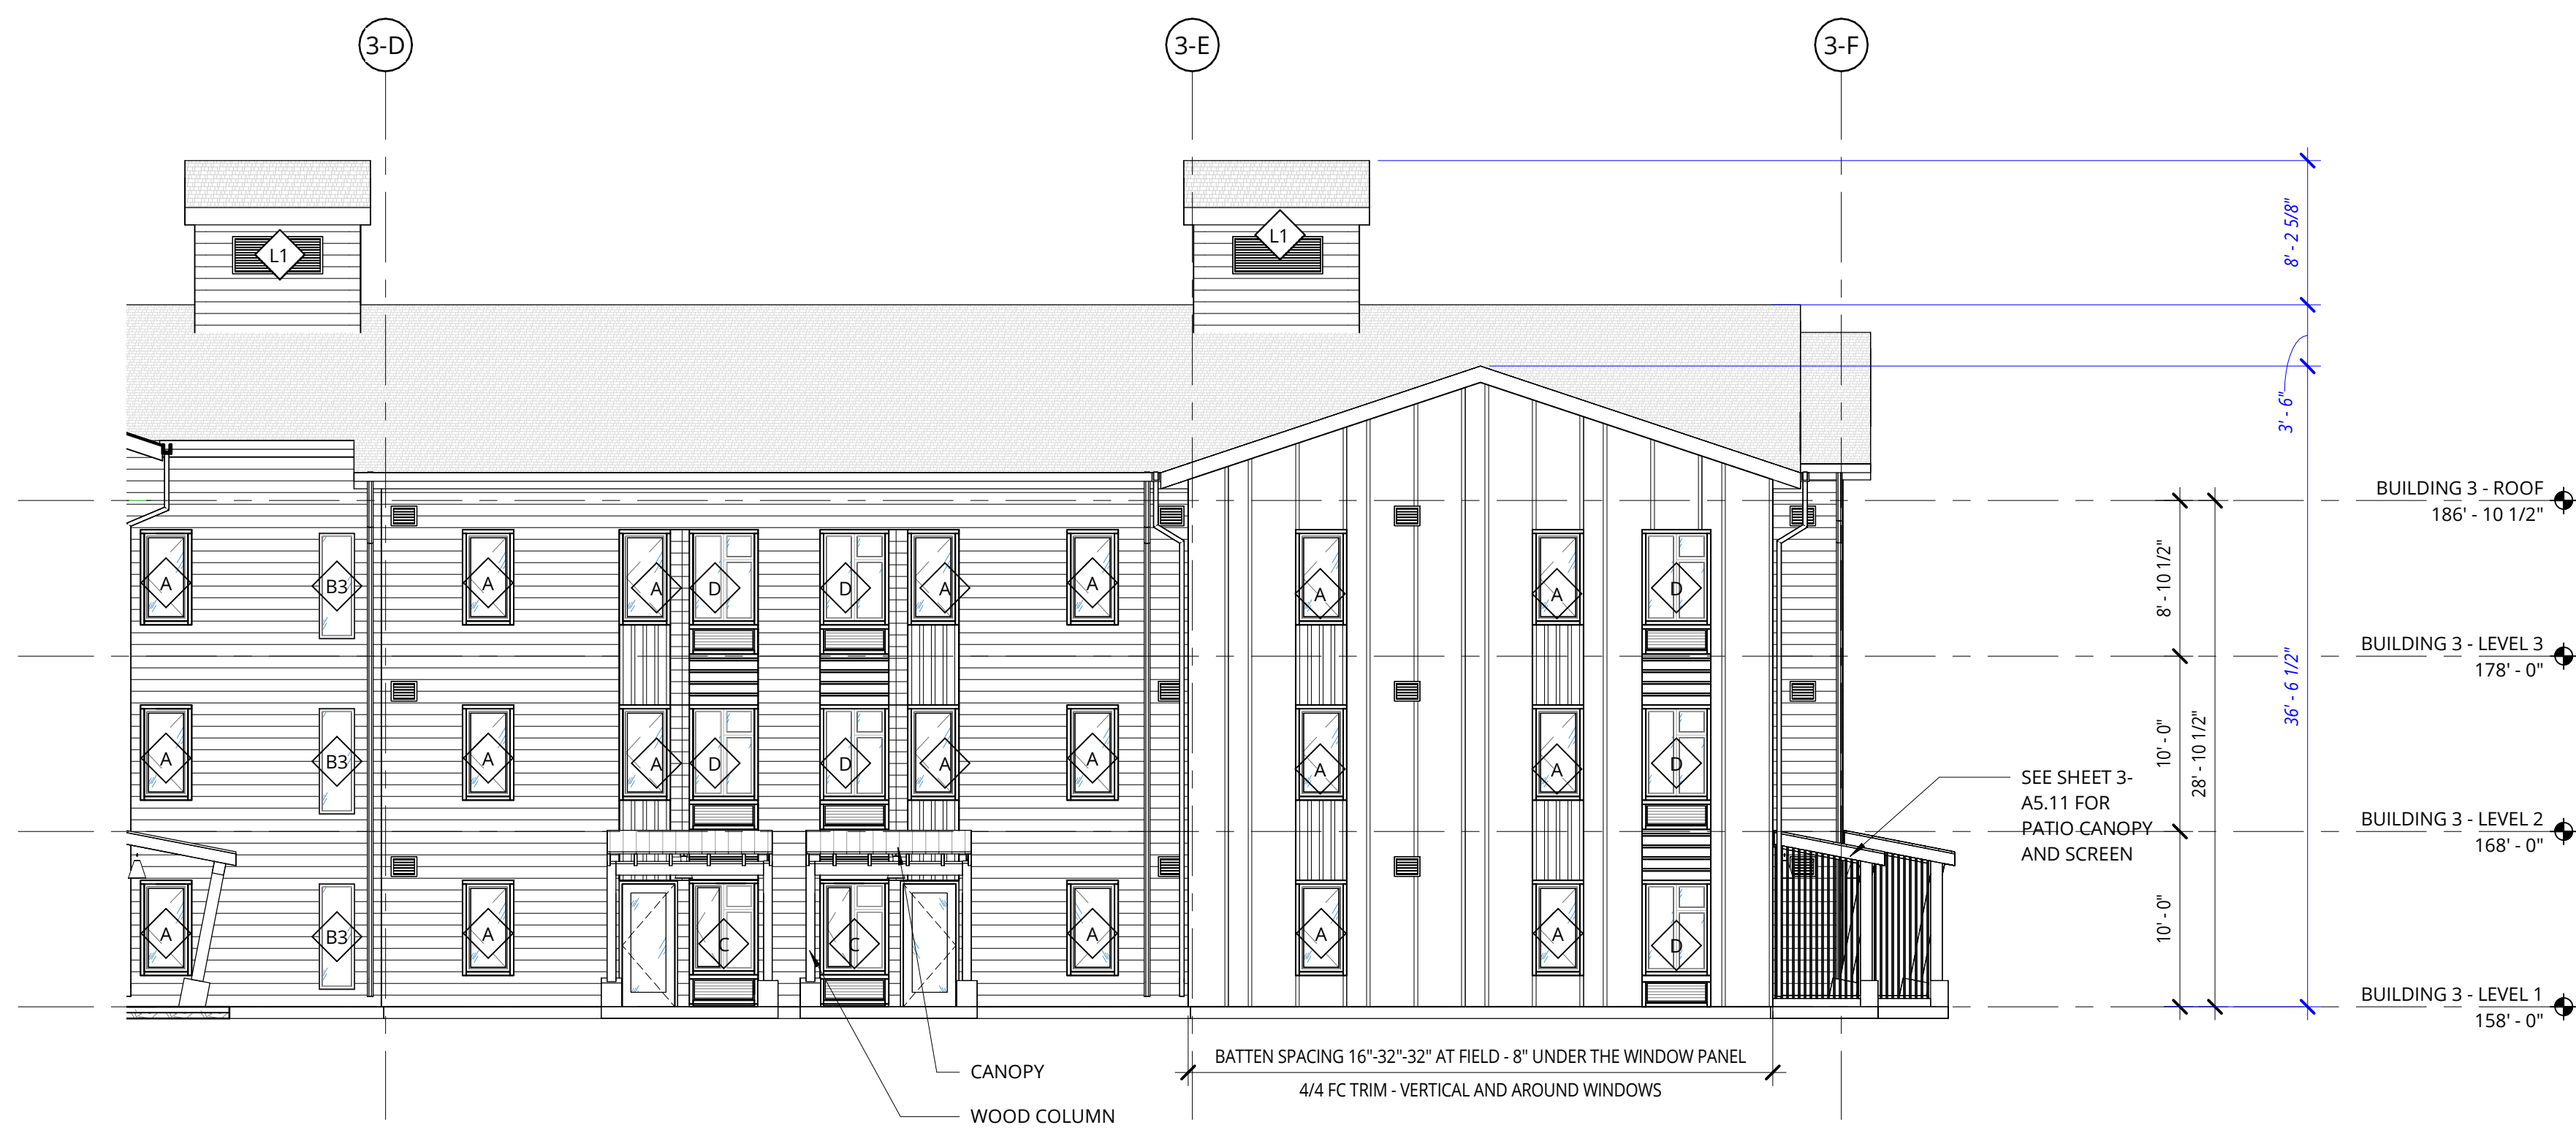 3-D
3-E
3-F
L1
L1
8' - 2 5/8"
3' - 6"
BUILDING 3 - ROOF
186' - 10 1/2"
A
B3
A
A
D
D
A
A
A
A
D
8' - 10 1/2"
BUILDING 3 - LEVEL 3
178' - 0"
36' - 6 1/2"
A
B3
A
A
D
D
A
A
A
A
D
10' - 0"
28' - 10 1/2"
SEE SHEET 3-
A5.11 FOR
PATIO CANOPY
AND SCREEN
BUILDING 3 - LEVEL 2
168' - 0"
A
B3
A
C
C
A
A
A
D
10' - 0"
BUILDING 3 - LEVEL 1
158' - 0"
BATTEN SPACING 16"-32"-32" AT FIELD - 8" UNDER THE WINDOW PANEL
4/4 FC TRIM - VERTICAL AND AROUND WINDOWS
CANOPY
WOOD COLUMN